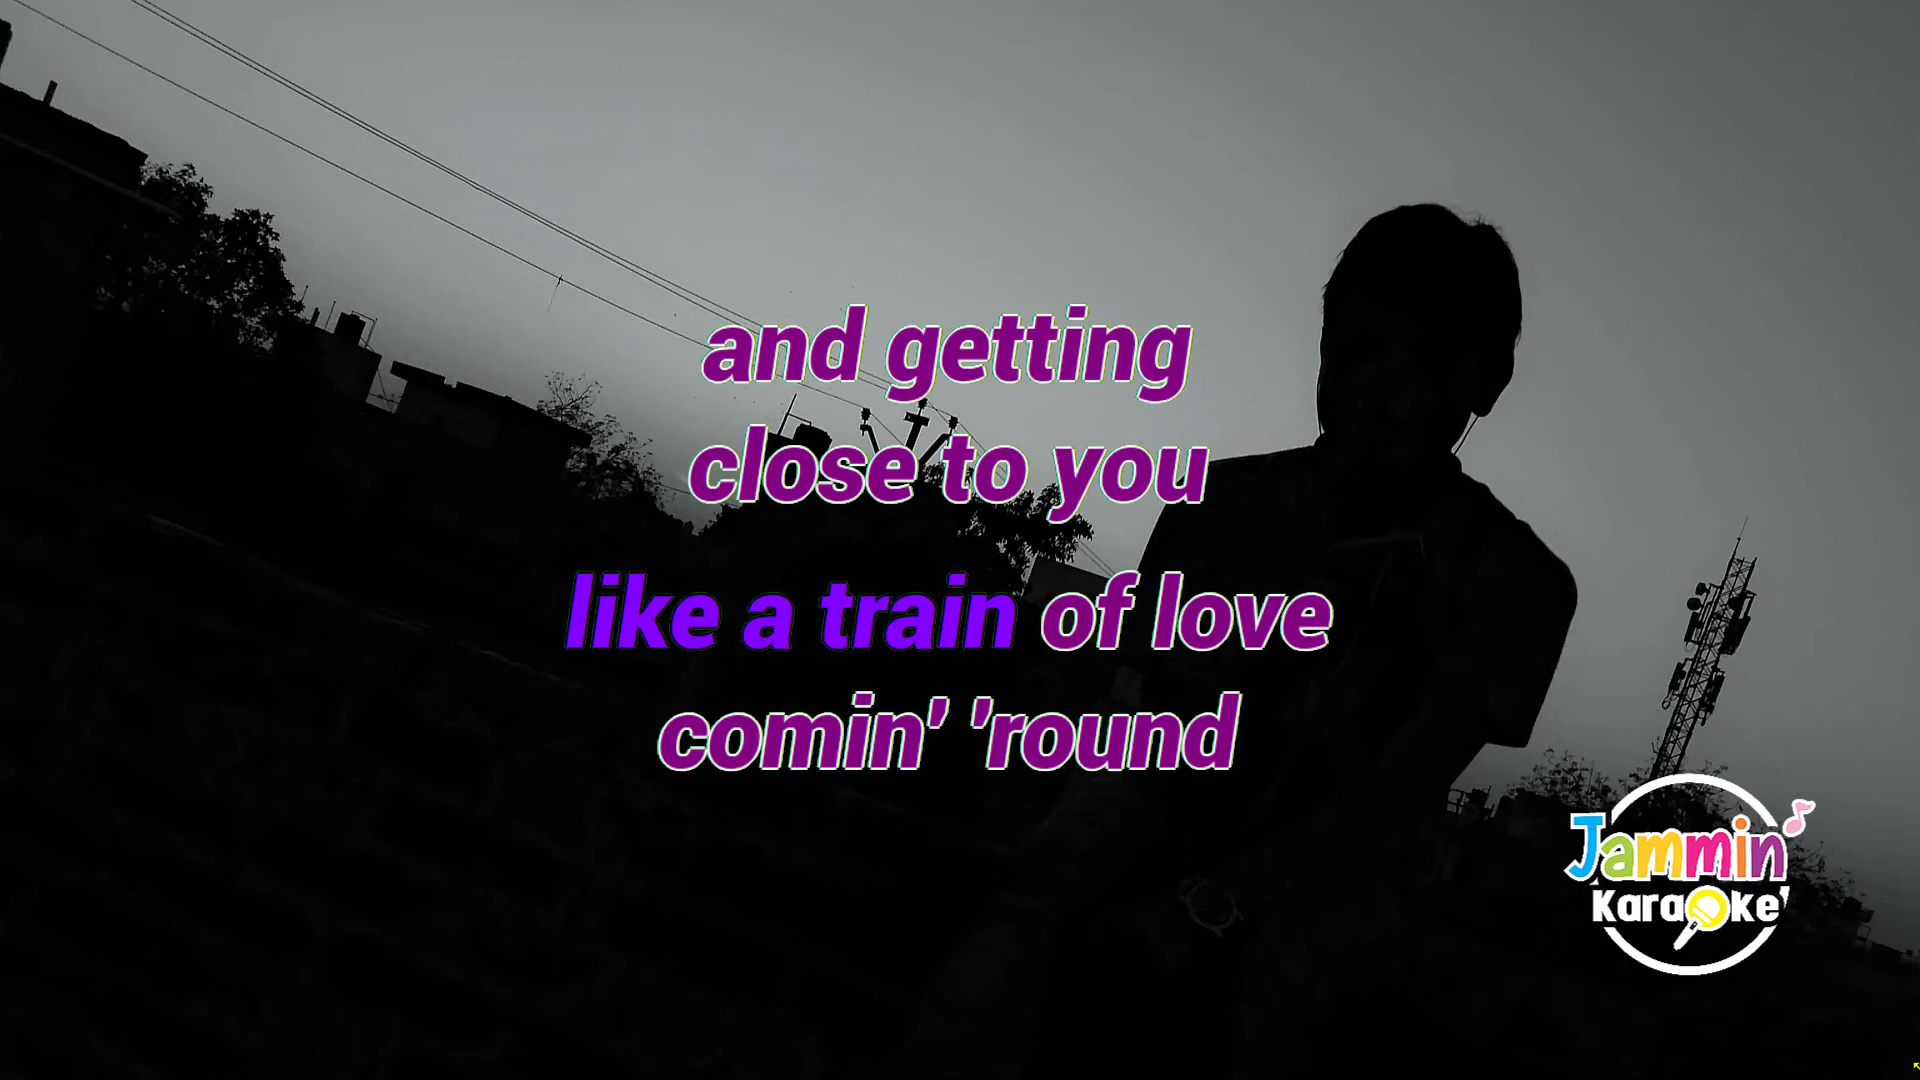 and getting
close to you
like a train of love
comin' 'round
Jammin'
Karaoke